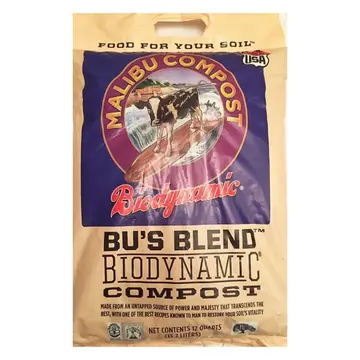 FOOD FOR YOUR SOIL™
USA
MALIBU COMPOST
Biodynamic®
BU'S BLEND™
BIODYNAMIC®
COMPOST
MADE FROM AN UNTAPPED SOURCE OF POWER AND MAJESTY THAT TRANSCENDS THE
BEST, WITH ONE OF THE BEST RECIPES KNOWN TO MAN TO RESTORE YOUR SOIL'S VITALITY
NET CONTENTS 12 QUARTS